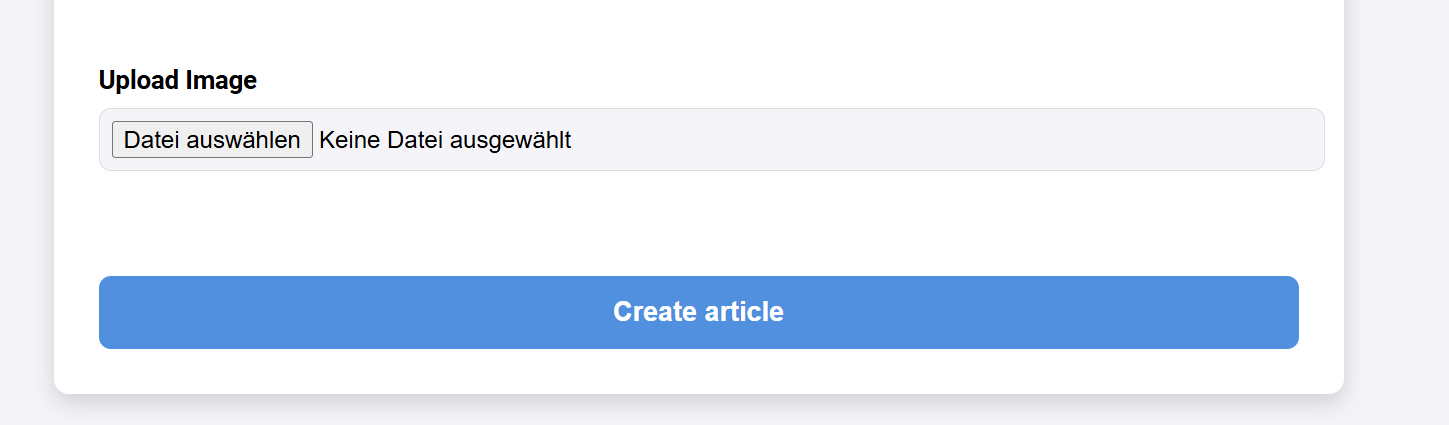 Upload Image
Datei auswählen Keine Datei ausgewählt
Create article